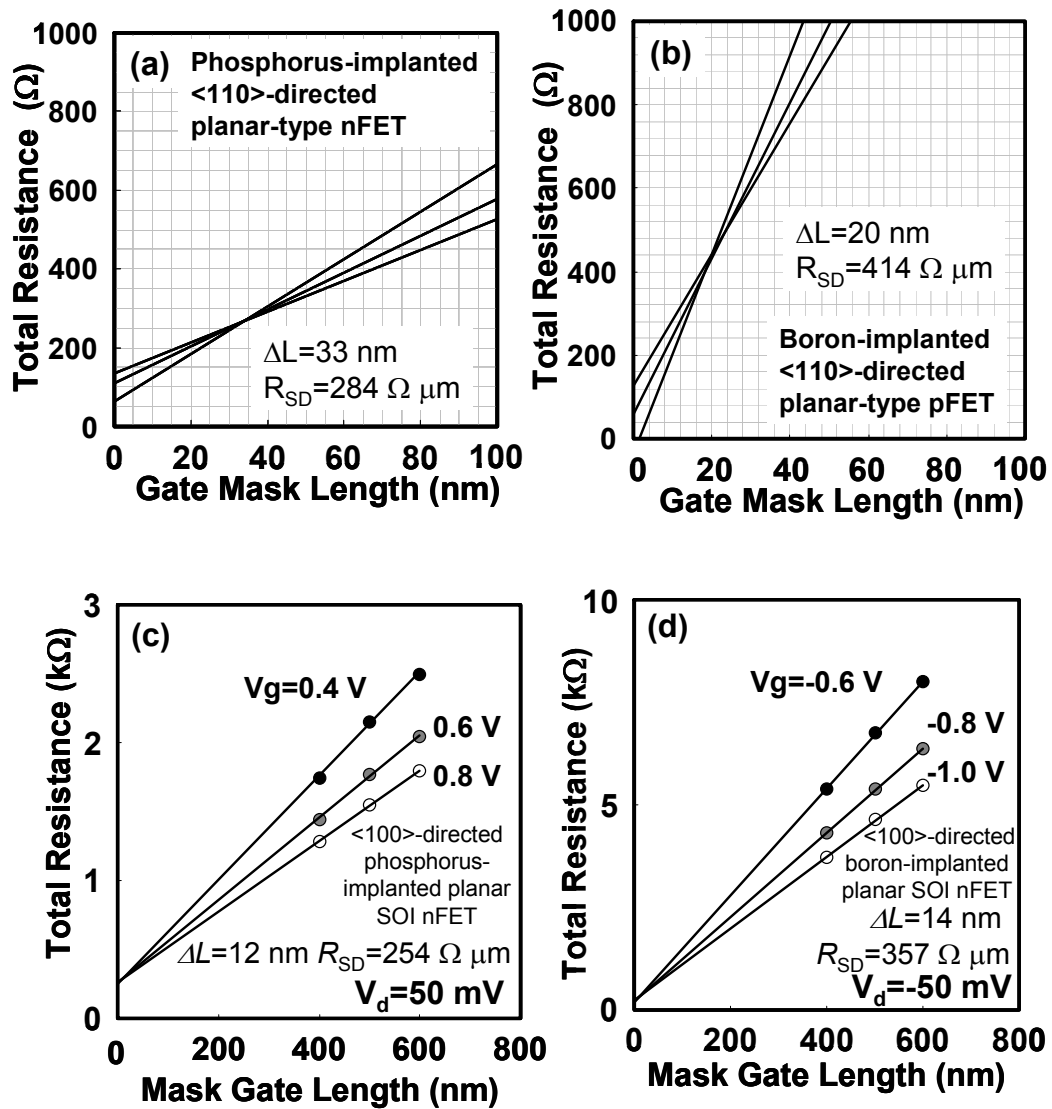 (a) Phosphorus-implanted
<110>-directed
planar-type nFET
Total Resistance (Ω)
1000
800
600
400
200
0
ΔL=33 nm
R_SD=284 Ω μm
0 20 40 60 80 100
Gate Mask Length (nm)
(b)
Total Resistance (Ω)
1000
800
600
400
200
0
ΔL=20 nm
R_SD=414 Ω μm
Boron-implanted
<110>-directed
planar-type pFET
0 20 40 60 80 100
Gate Mask Length (nm)
(c)
Total Resistance (kΩ)
3
2
1
0
Vg=0.4 V
0.6 V
0.8 V
<100>-directed
phosphorus-
implanted planar
SOI nFET
ΔL=12 nm R_SD=254 Ω μm
V_d=50 mV
0 200 400 600 800
Mask Gate Length (nm)
(d)
Total Resistance (kΩ)
10
5
0
Vg=-0.6 V
-0.8 V
-1.0 V
<100>-directed
boron-implanted
planar SOI nFET
ΔL=14 nm
R_SD=357 Ω μm
V_d=-50 mV
0 200 400 600 800
Mask Gate Length (nm)